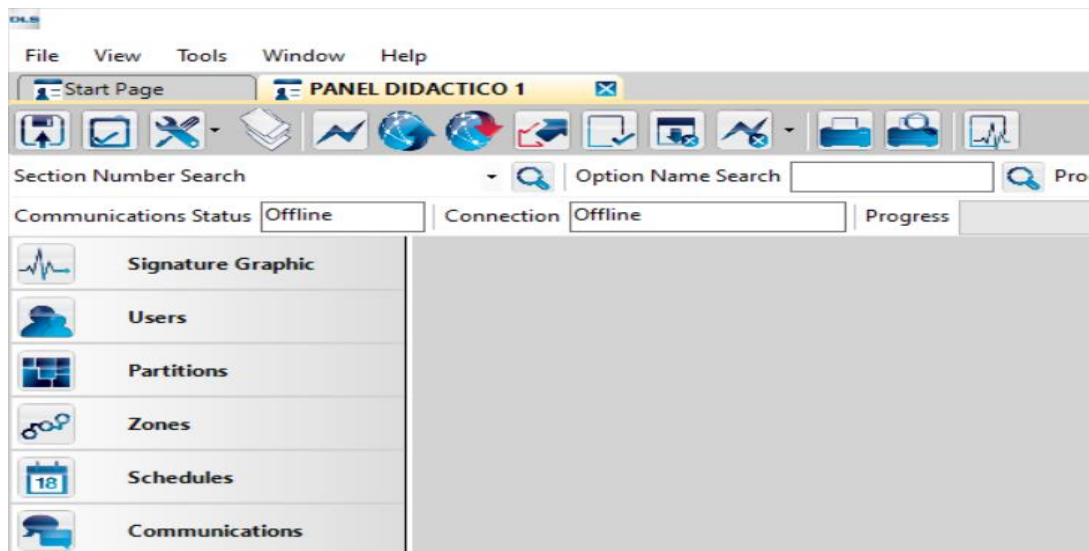 DLS
File View Tools Window Help
Start Page PANEL DIDACTICO 1
Section Number Search Option Name Search Pro
Communications Status Offline Connection Offline Progress
Signature Graphic
Users
Partitions
Zones
18 Schedules
Communications